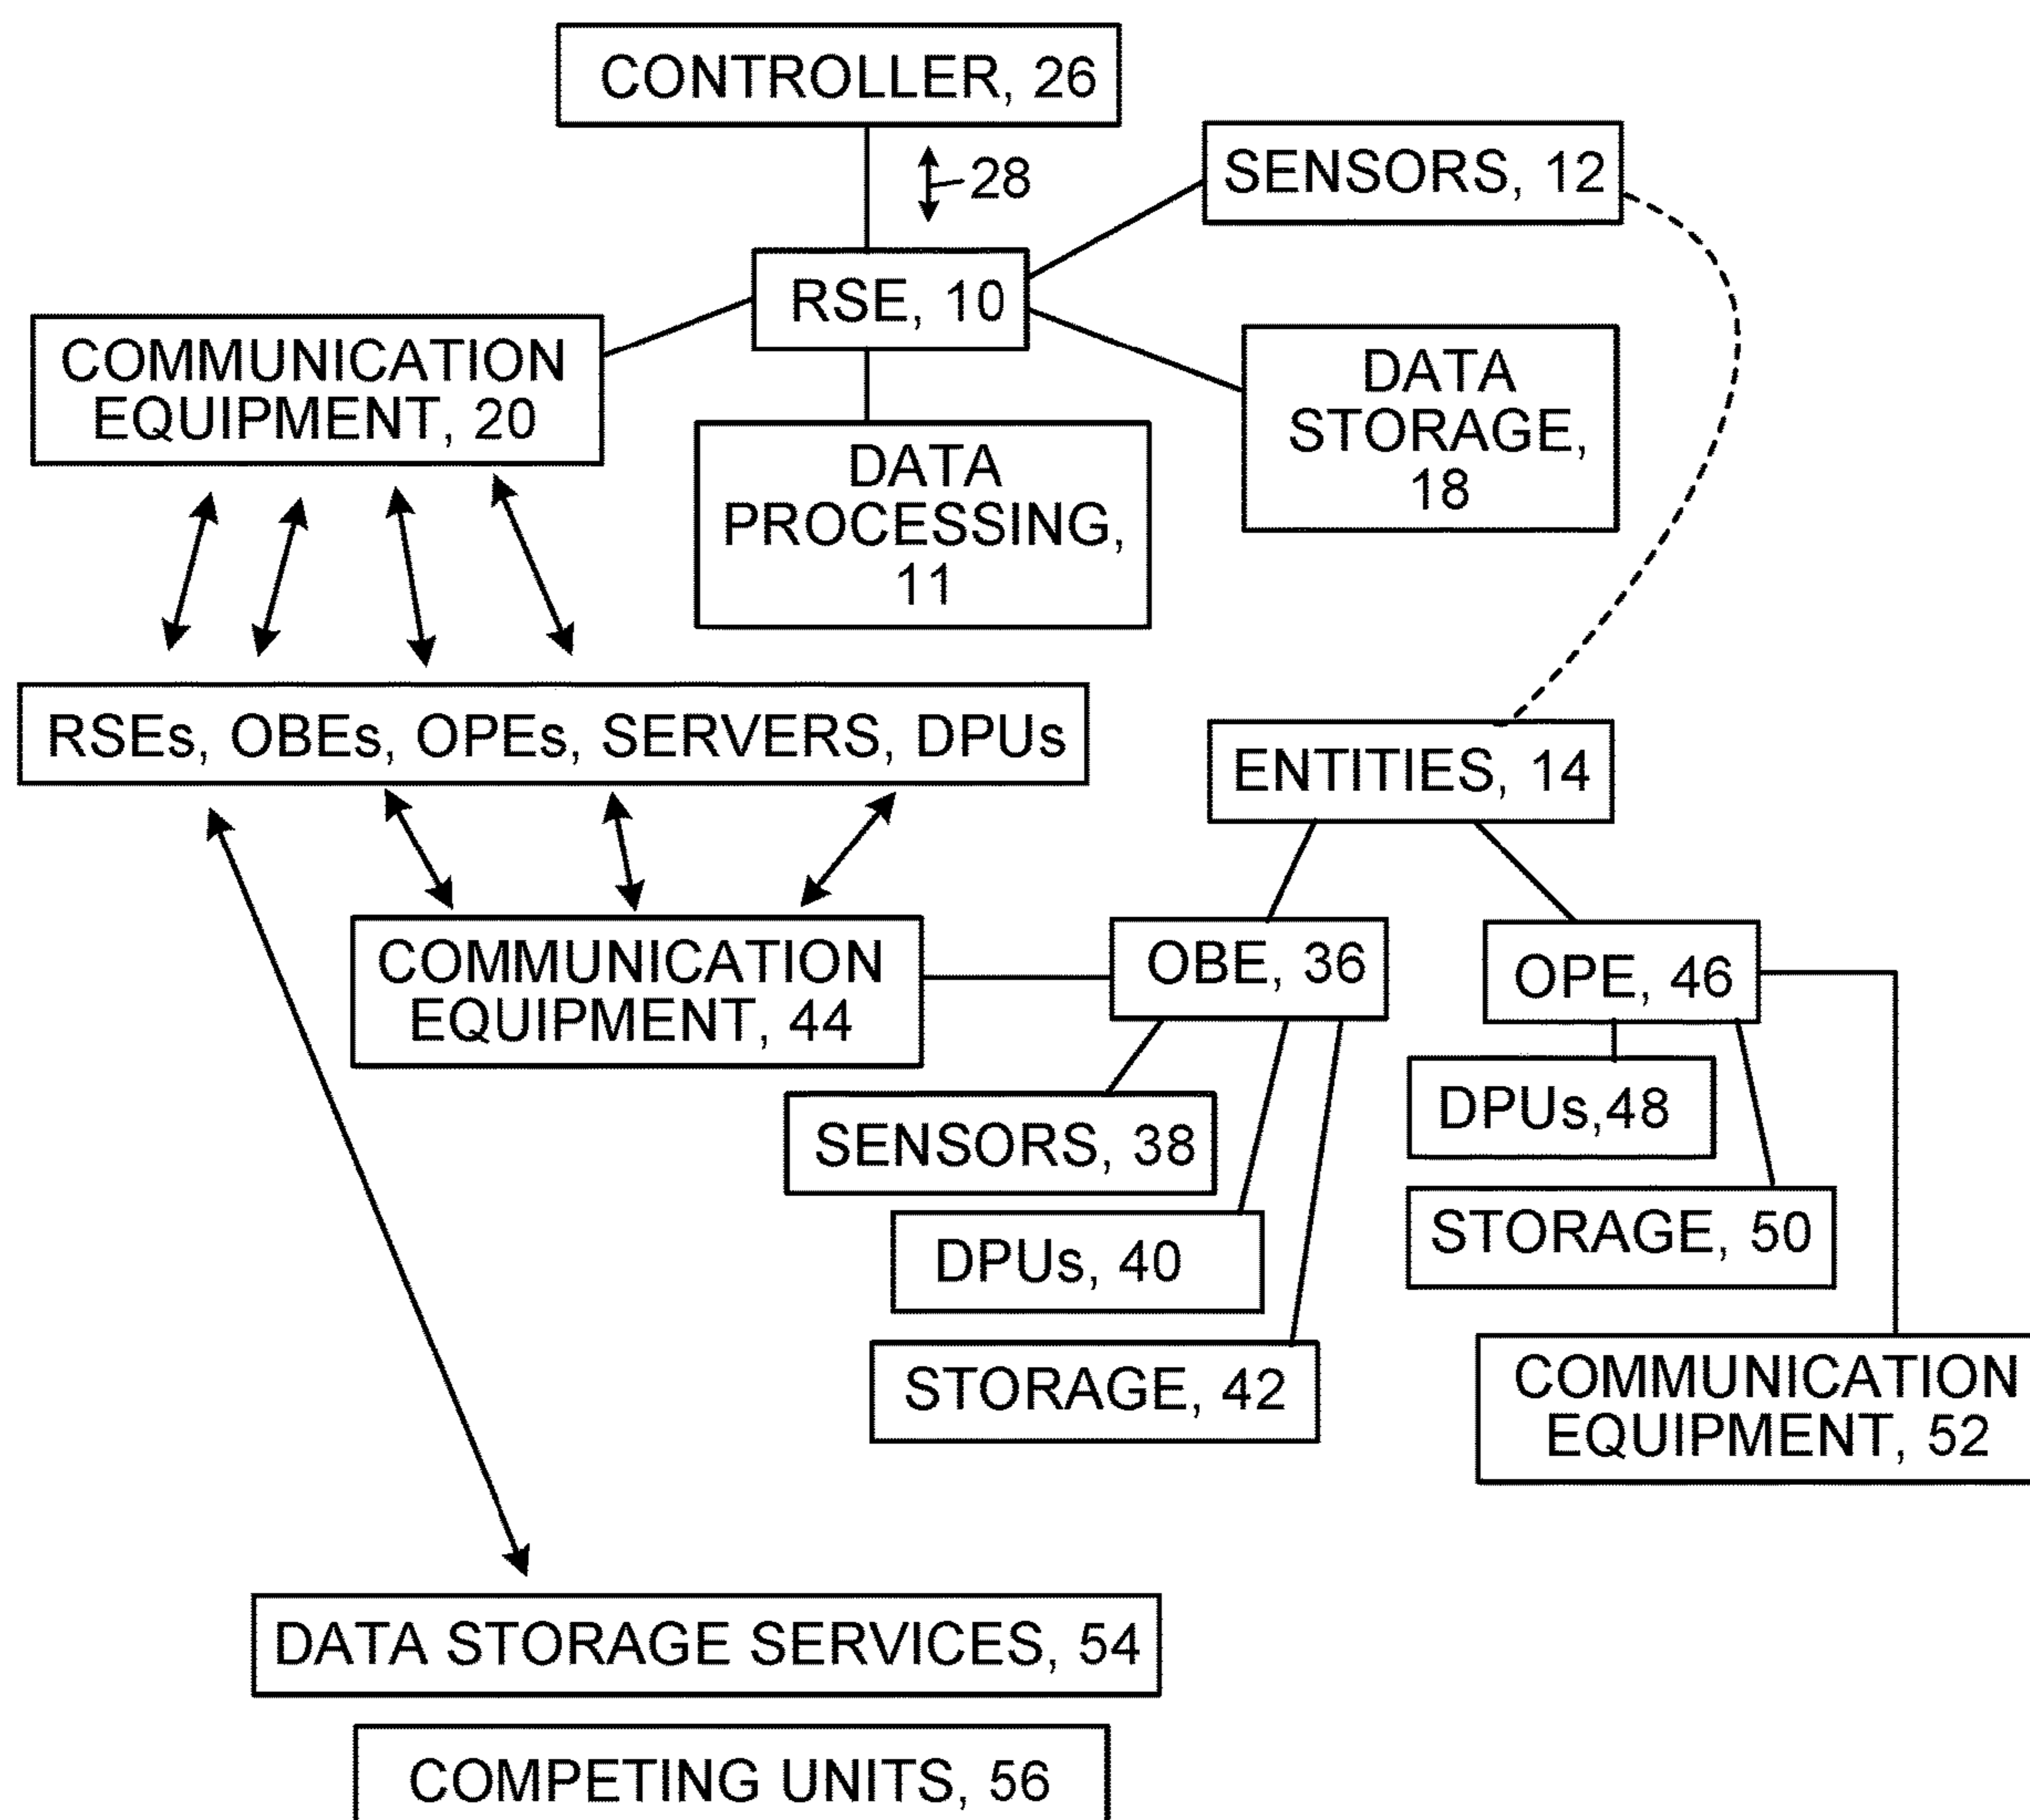 CONTROLLER, 26
28
SENSORS, 12
RSE, 10
COMMUNICATION
EQUIPMENT, 20
DATA
STORAGE,
18
DATA
PROCESSING,
11
RSEs, OBEs, OPEs, SERVERS, DPUs
ENTITIES, 14
COMMUNICATION
EQUIPMENT, 44
OBE, 36
OPE, 46
SENSORS, 38
DPUs,48
DPUs, 40
STORAGE, 50
STORAGE, 42
COMMUNICATION
EQUIPMENT, 52
DATA STORAGE SERVICES, 54
COMPETING UNITS, 56